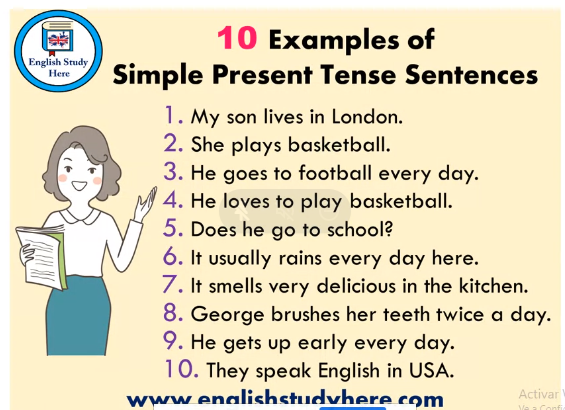 English Study
Here
10 Examples of
Simple Present Tense Sentences
1. My son lives in London.
2. She plays basketball.
3. He goes to football every day.
4. He loves to play basketball.
5. Does he go to school?
6. It usually rains every day here.
7. It smells very delicious in the kitchen.
8. George brushes her teeth twice a day.
9. He gets up early every day.
10. They speak English in USA.
www.englishstudyhere.com
Activar